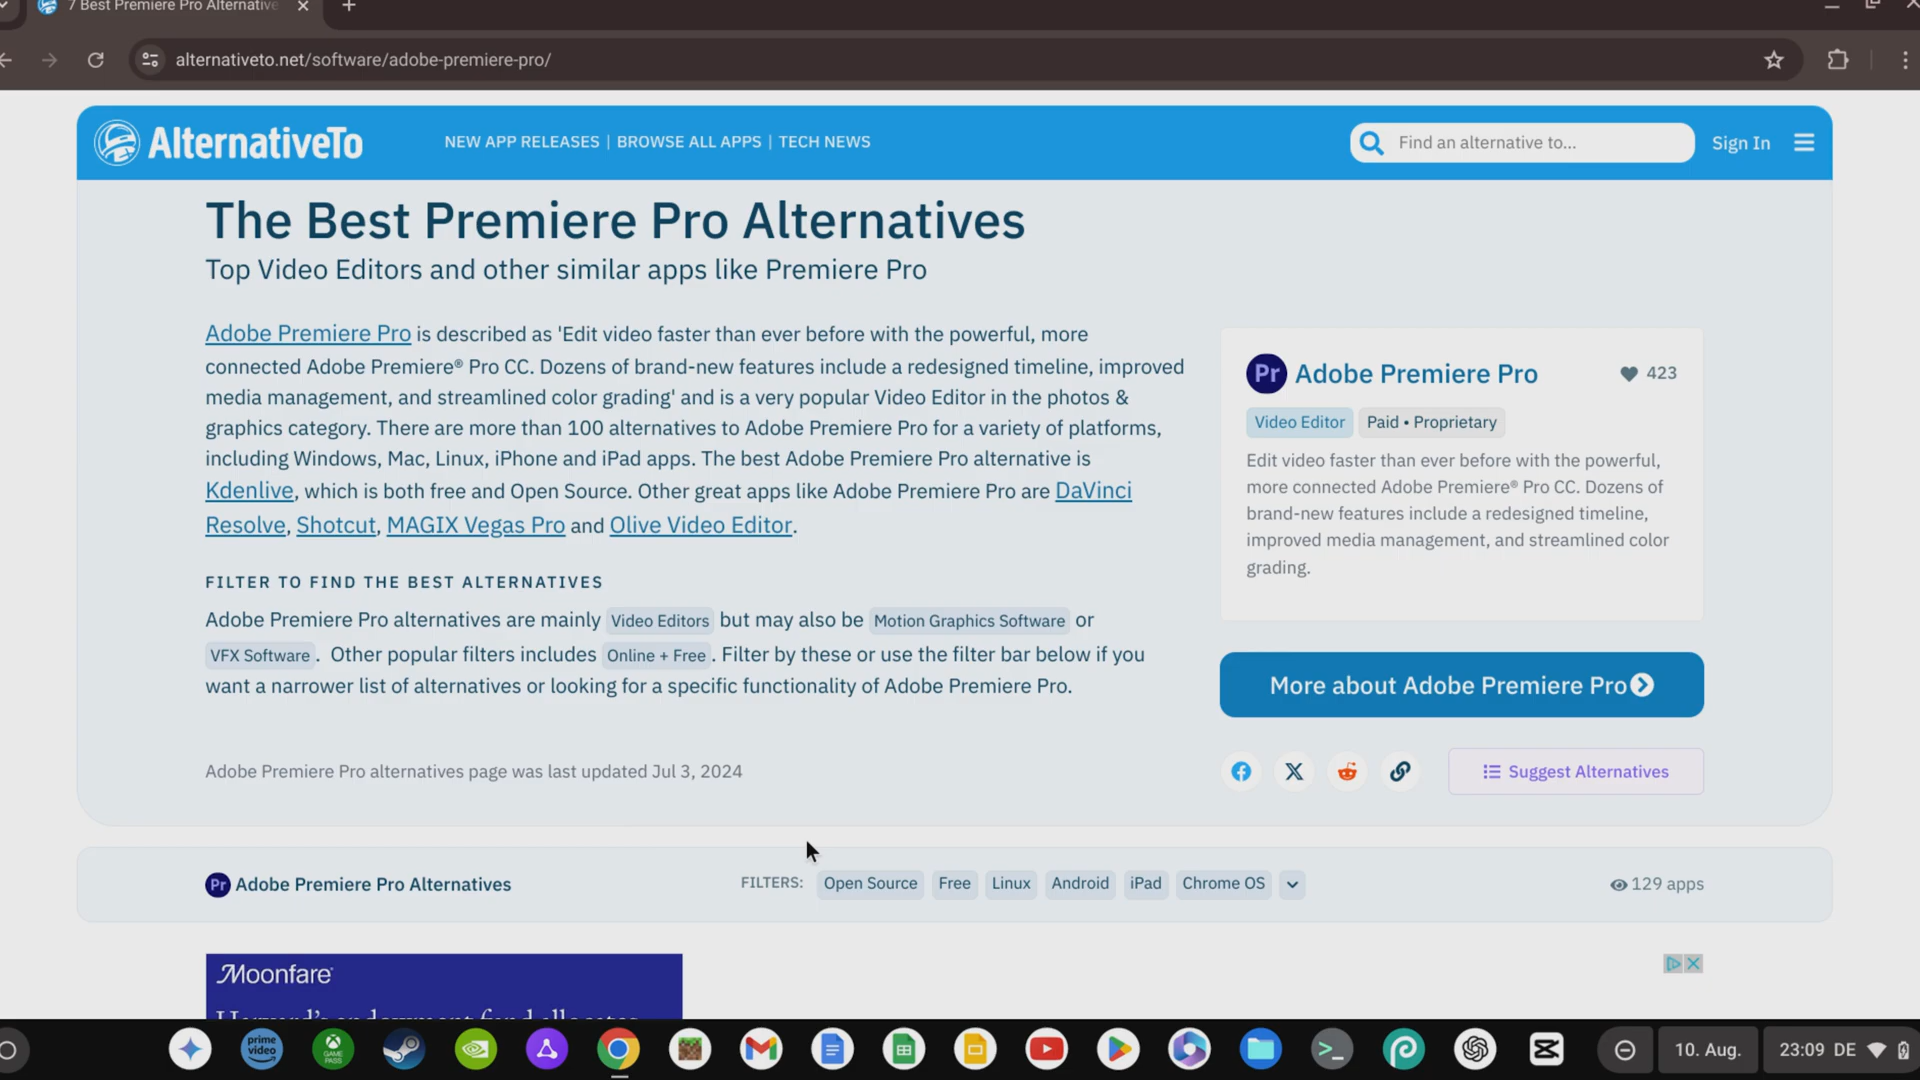 7 Best Premiere Pro Alternative
alternativeto.net/software/adobe-premiere-pro/
AlternativeTo
NEW APP RELEASES | BROWSE ALL APPS | TECH NEWS
Find an alternative to...
Sign In
The Best Premiere Pro Alternatives
Top Video Editors and other similar apps like Premiere Pro
Adobe Premiere Pro is described as 'Edit video faster than ever before with the powerful, more
connected Adobe Premiere® Pro CC. Dozens of brand-new features include a redesigned timeline, improved
media management, and streamlined color grading' and is a very popular Video Editor in the photos &
graphics category. There are more than 100 alternatives to Adobe Premiere Pro for a variety of platforms,
including Windows, Mac, Linux, iPhone and iPad apps. The best Adobe Premiere Pro alternative is
Kdenlive, which is both free and Open Source. Other great apps like Adobe Premiere Pro are DaVinci
Resolve, Shotcut, MAGIX Vegas Pro and Olive Video Editor.
FILTER TO FIND THE BEST ALTERNATIVES
Adobe Premiere Pro alternatives are mainly Video Editors but may also be Motion Graphics Software or
VFX Software. Other popular filters includes Online + Free. Filter by these or use the filter bar below if you
want a narrower list of alternatives or looking for a specific functionality of Adobe Premiere Pro.
Adobe Premiere Pro alternatives page was last updated Jul 3, 2024
Pr Adobe Premiere Pro
423
Video Editor
Paid • Proprietary
Edit video faster than ever before with the powerful,
more connected Adobe Premiere® Pro CC. Dozens of
brand-new features include a redesigned timeline,
improved media management, and streamlined color
grading.
More about Adobe Premiere Pro
Suggest Alternatives
Pr Adobe Premiere Pro Alternatives
FILTERS: Open Source Free Linux Android iPad Chrome OS
129 apps
Moonfare
Harvard's endowment fund allocates
prime video
XBOX GAME PASS
10. Aug.
23:09 DE